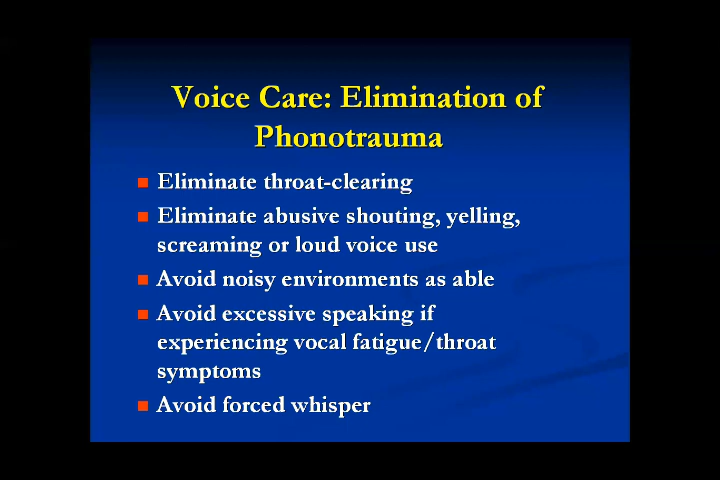 Voice Care: Elimination of
Phonotrauma
Eliminate throat-clearing
Eliminate abusive shouting, yelling,
screaming or loud voice use
Avoid noisy environments as able
Avoid excessive speaking if
experiencing vocal fatigue/throat
symptoms
Avoid forced whisper